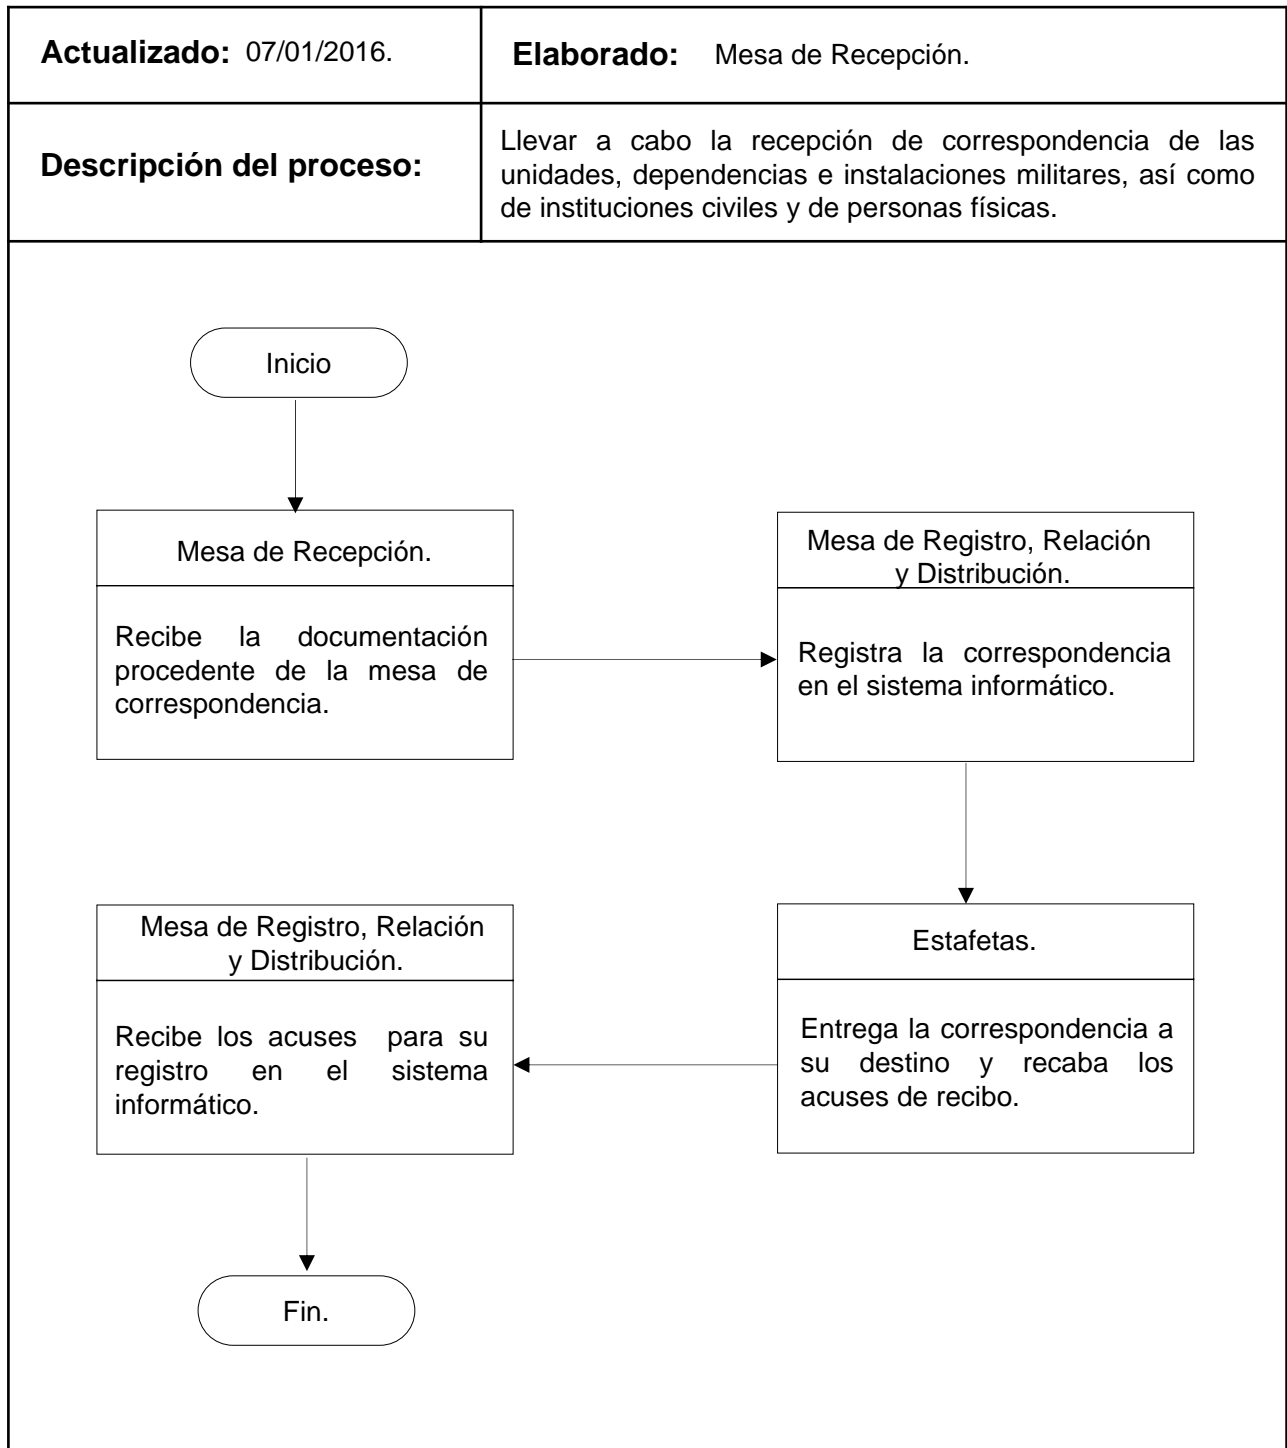 Actualizado: 07/01/2016.
Elaborado: Mesa de Recepción.
Descripción del proceso:
Llevar a cabo la recepción de correspondencia de las
unidades, dependencias e instalaciones militares, así como
de instituciones civiles y de personas físicas.
Inicio
Mesa de Recepción.
Recibe la documentación
procedente de la mesa de
correspondencia.
Mesa de Registro, Relación
y Distribución.
Registra la correspondencia
en el sistema informático.
Estafetas.
Entrega la correspondencia a
su destino y recaba los
acuses de recibo.
Mesa de Registro, Relación
y Distribución.
Recibe los acuses para su
registro en el sistema
informático.
Fin.